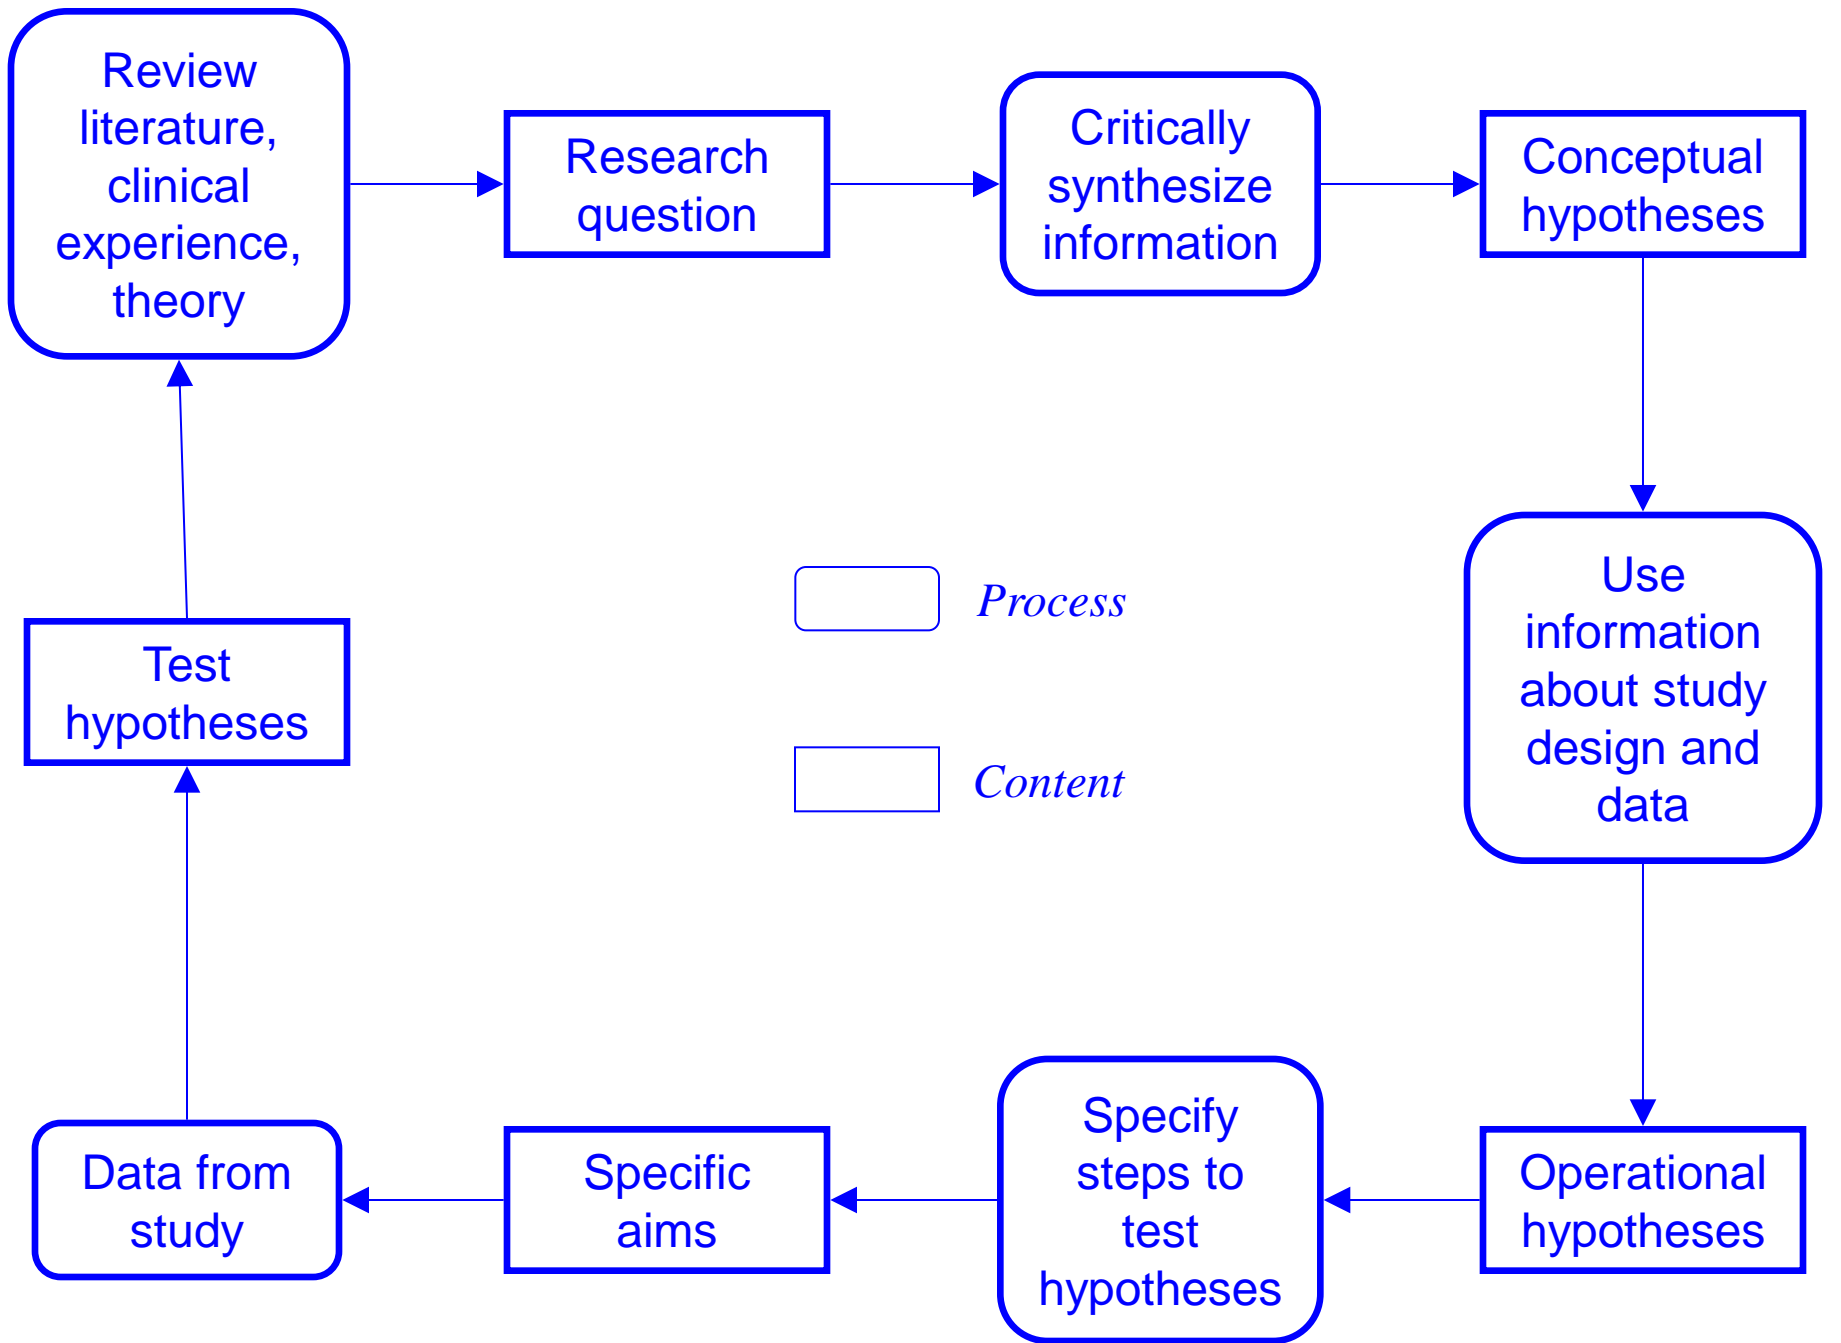 Review
literature,
clinical
experience,
theory
Research
question
Critically
synthesize
information
Conceptual
hypotheses
Use
information
about study
design and
data
Operational
hypotheses
Specify
steps to
test
hypotheses
Specific
aims
Data from
study
Test
hypotheses
Process
Content